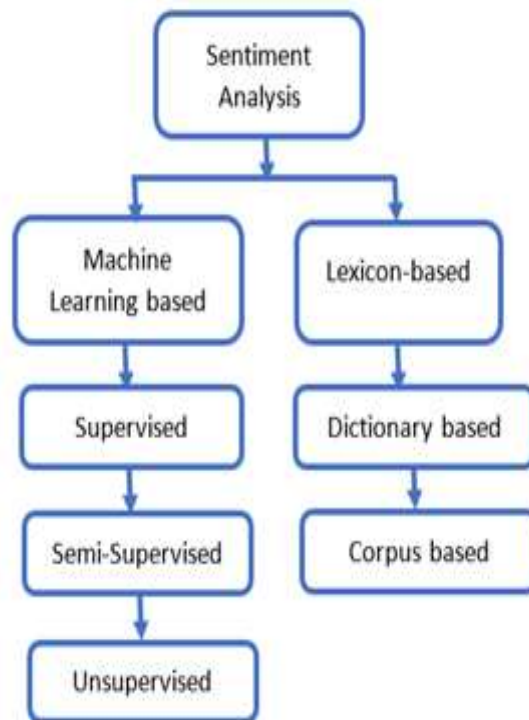 Sentiment
Analysis
Machine
Learning based
Lexicon-based
Supervised
Dictionary based
Semi-Supervised
Corpus based
Unsupervised